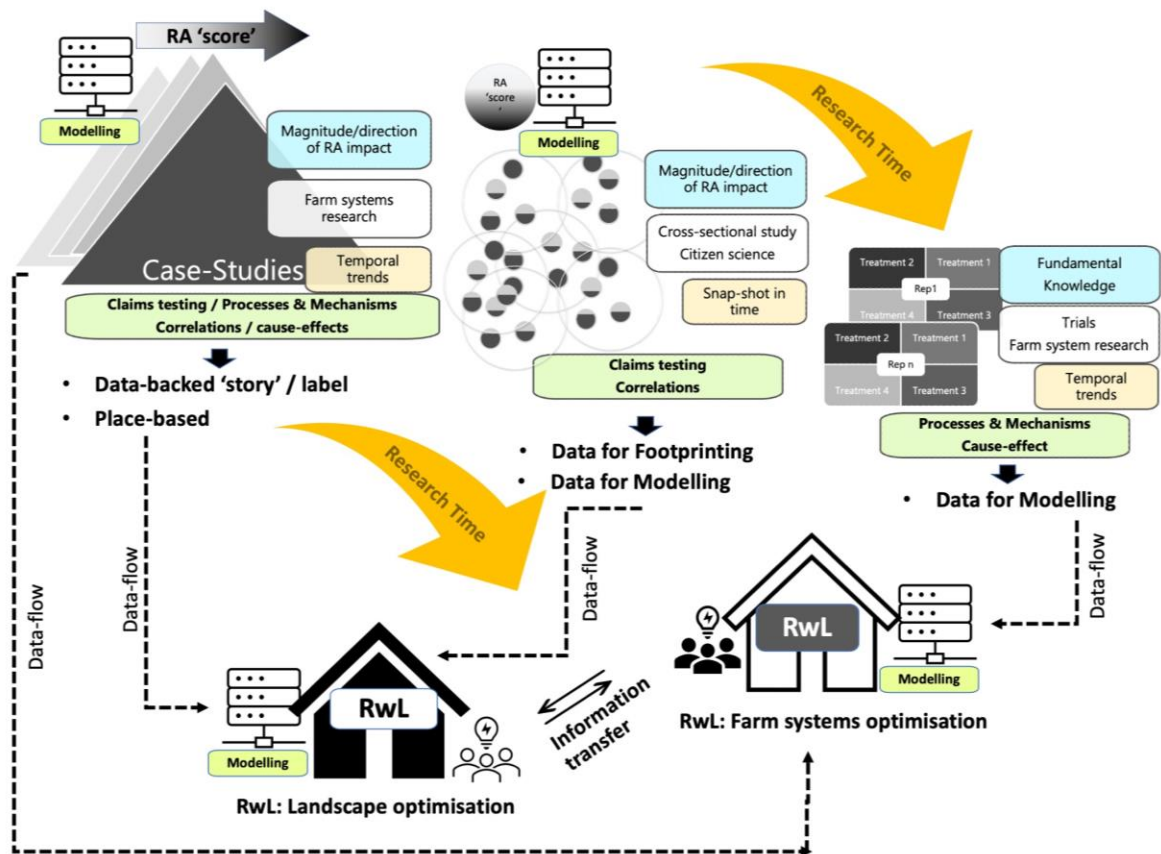 RA ‘score’
Modelling
Magnitude/direction
of RA impact
Farm systems
research
Temporal
trends
Case-Studies
Claims testing / Processes & Mechanisms
Correlations / cause-effects
• Data-backed ‘story’ / label
• Place-based
RA
‘score
’
Modelling
Magnitude/direction
of RA impact
Cross-sectional study
Citizen science
Snap-shot in
time
Claims testing
Correlations
• Data for Footprinting
• Data for Modelling
Research Time
Treatment 2
Treatment 1
Rep1
Treatment 4
Treatment 3
Treatment 2
Treatment 1
Rep n
Treatment 4
Treatment 3
Fundamental
Knowledge
Trials
Farm system research
Temporal
trends
Processes & Mechanisms
Cause-effect
• Data for Modelling
Research Time
Data-flow
Data-flow
Data-flow
Data-flow
RwL
Modelling
RwL: Farm systems optimisation
Information
transfer
RwL
Modelling
RwL: Landscape optimisation